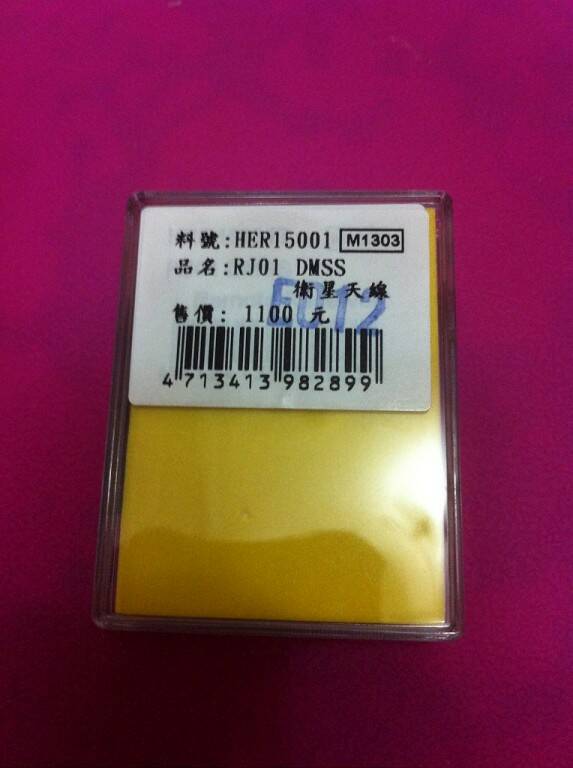 料號:HER15001 M1303
品名:RJ01 DMSS
衛星天線
售價: 1100 元
E012
4 713413 982899